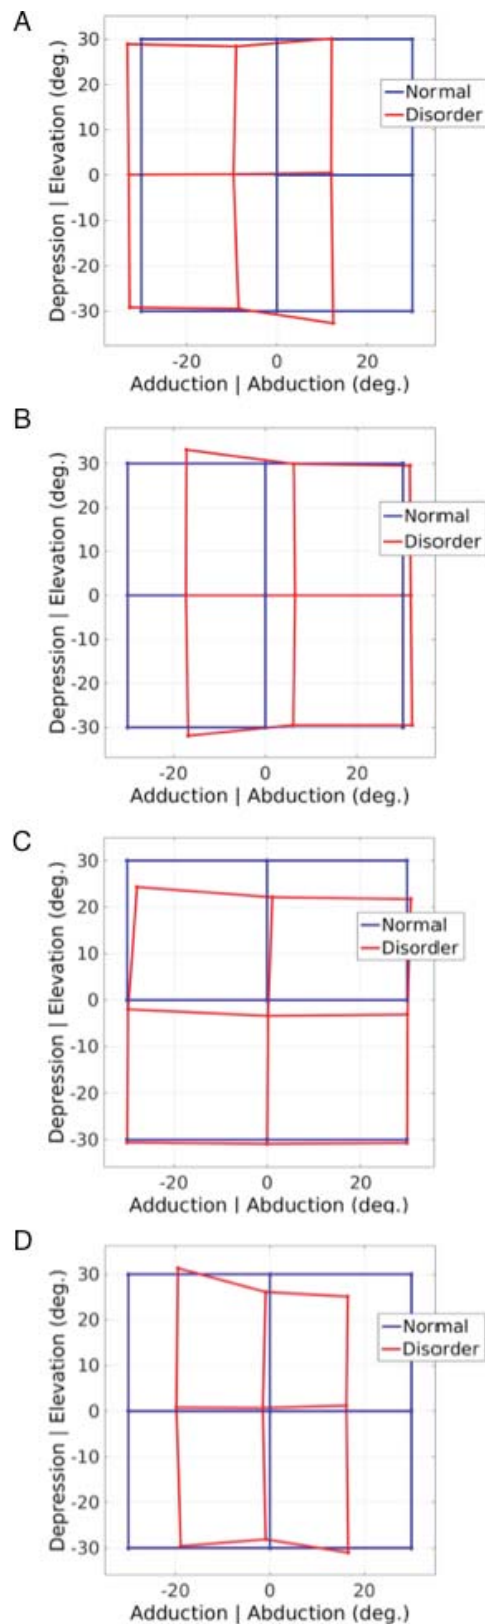 A
30
20
10
0
-10
-20
-30
Depression | Elevation (deg.)
Normal
Disorder
-20 0 20
Adduction | Abduction (deg.)
B
30
20
10
0
-10
-20
-30
Depression | Elevation (deg.)
Normal
Disorder
-20 0 20
Adduction | Abduction (deg.)
C
30
20
10
0
-10
-20
-30
Depression | Elevation (deg.)
Normal
Disorder
-20 0 20
Adduction | Abduction (deg.)
D
30
20
10
0
-10
-20
-30
Depression | Elevation (deg.)
Normal
Disorder
-20 0 20
Adduction | Abduction (deg.)